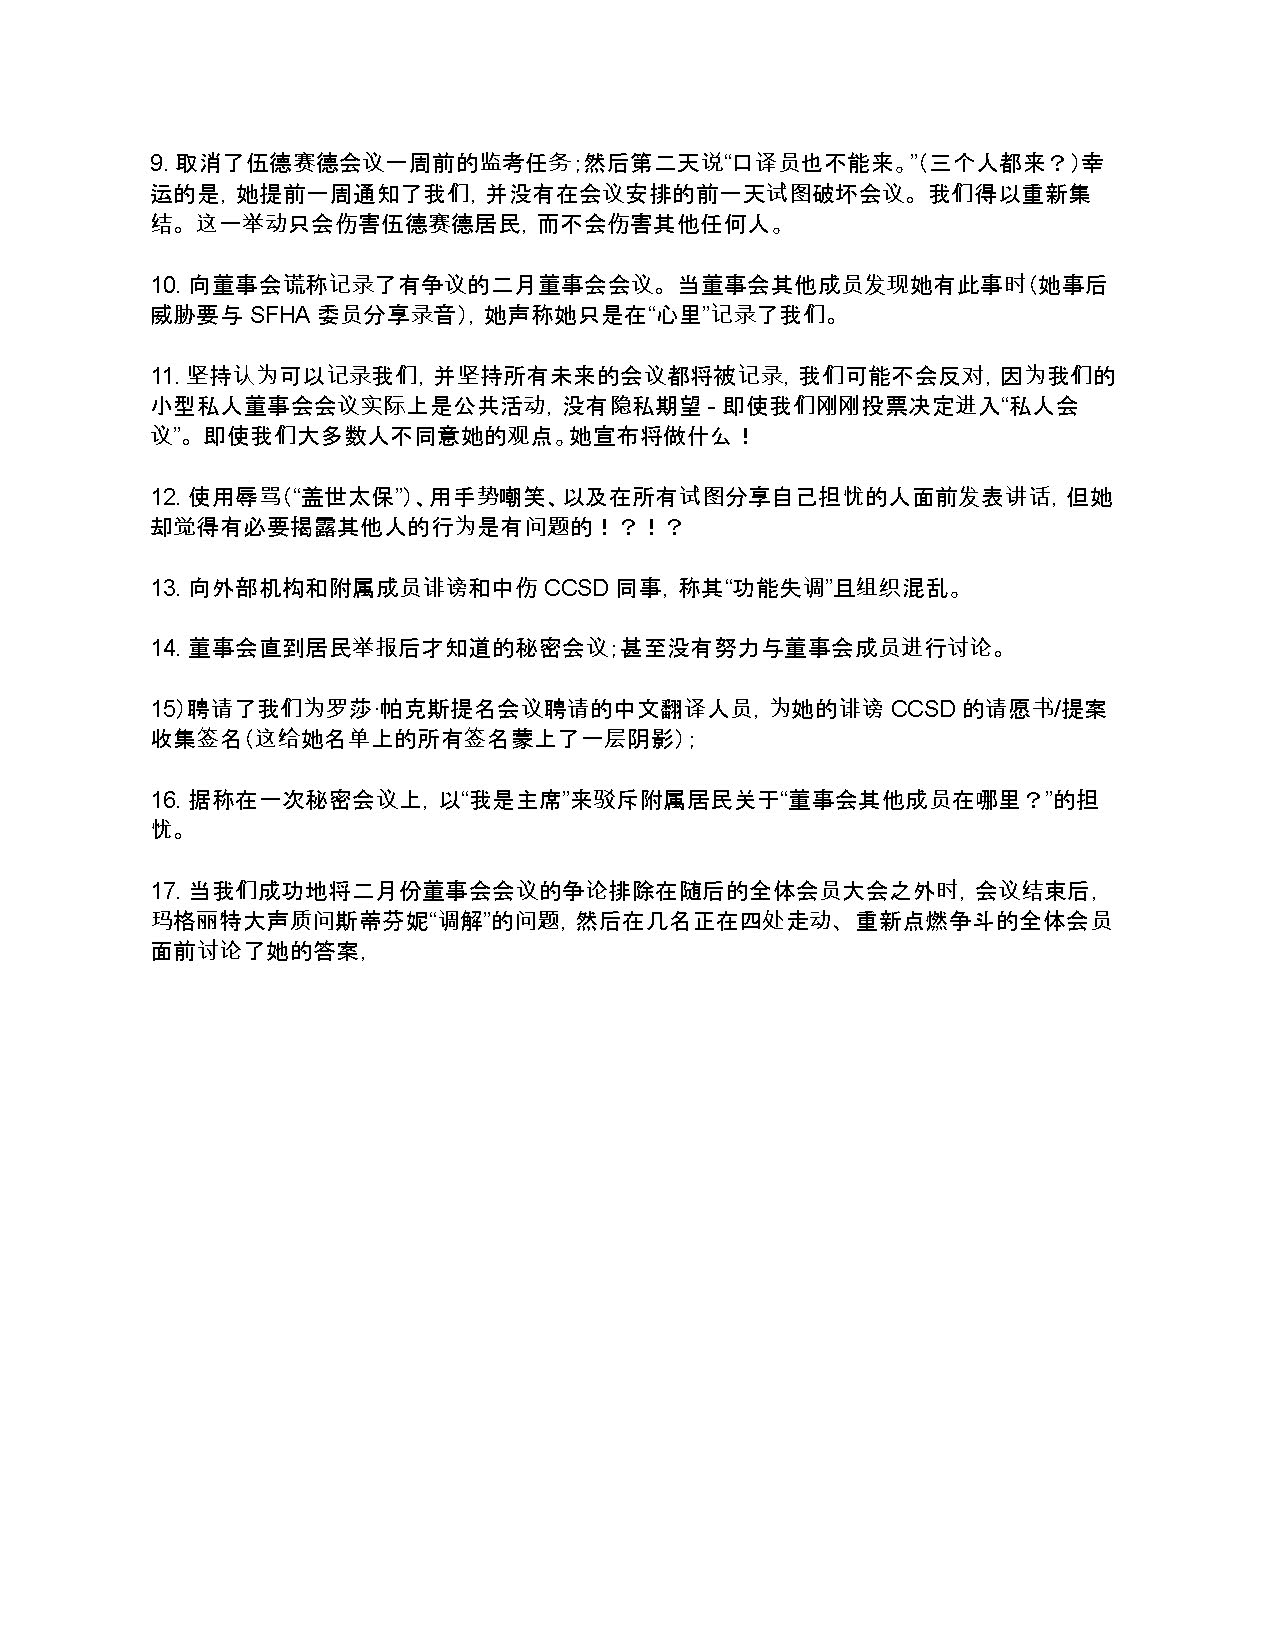 9. 取消了伍德赛德会议一周前的监考任务；然后第二天说“口译员也不能来。”（三个人都来？）幸
运的是，她提前一周通知了我们，并没有在会议安排的前一天试图破坏会议。我们得以重新集
结。这一举动只会伤害伍德赛德居民，而不会伤害其他任何人。
10. 向董事会谎称记录了有争议的二月董事会会议。当董事会其他成员发现她有此事时（她事后
威胁要与 SFHA 委员分享录音），她声称她只是在“心里”记录了我们。
11. 坚持认为可以记录我们，并坚持所有未来的会议都将被记录，我们可能不会反对，因为我们的
小型私人董事会会议实际上是公共活动，没有隐私期望 - 即使我们刚刚投票决定进入“私人会
议”。即使我们大多数人不同意她的观点。她宣布将做什么！
12. 使用辱骂（“盖世太保”）、用手势嘲笑、以及在所有试图分享自己担忧的人面前发表讲话，但她
却觉得有必要揭露其他人的行为是有问题的！？！？
13. 向外部机构和附属成员诽谤和中伤 CCSD 同事，称其“功能失调”且组织混乱。
14. 董事会直到居民举报后才知道的秘密会议；甚至没有努力与董事会成员进行讨论。
15）聘请了我们为罗莎·帕克斯提名会议聘请的中文翻译人员，为她的诽谤 CCSD 的请愿书/提案
收集签名（这给她名单上的所有签名蒙上了一层阴影）；
16. 据称在一次秘密会议上，以“我是主席”来驳斥附属居民关于“董事会其他成员在哪里？”的担
忧。
17. 当我们成功地将二月份董事会会议的争论排除在随后的全体会员大会之外时，会议结束后，
玛格丽特大声质问斯蒂芬妮“调解”的问题，然后在几名正在四处走动、重新点燃争斗的全体会员
面前讨论了她的答案，